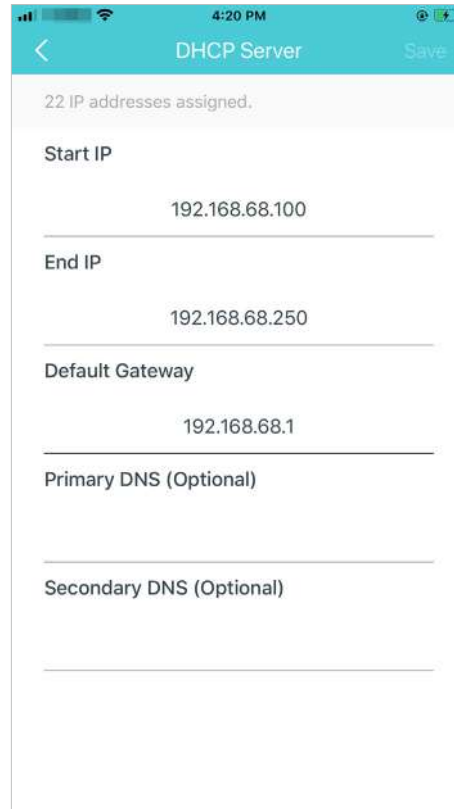 4:20 PM
DHCP Server
Save
22 IP addresses assigned.
Start IP
192.168.68.100
End IP
192.168.68.250
Default Gateway
192.168.68.1
Primary DNS (Optional)
Secondary DNS (Optional)